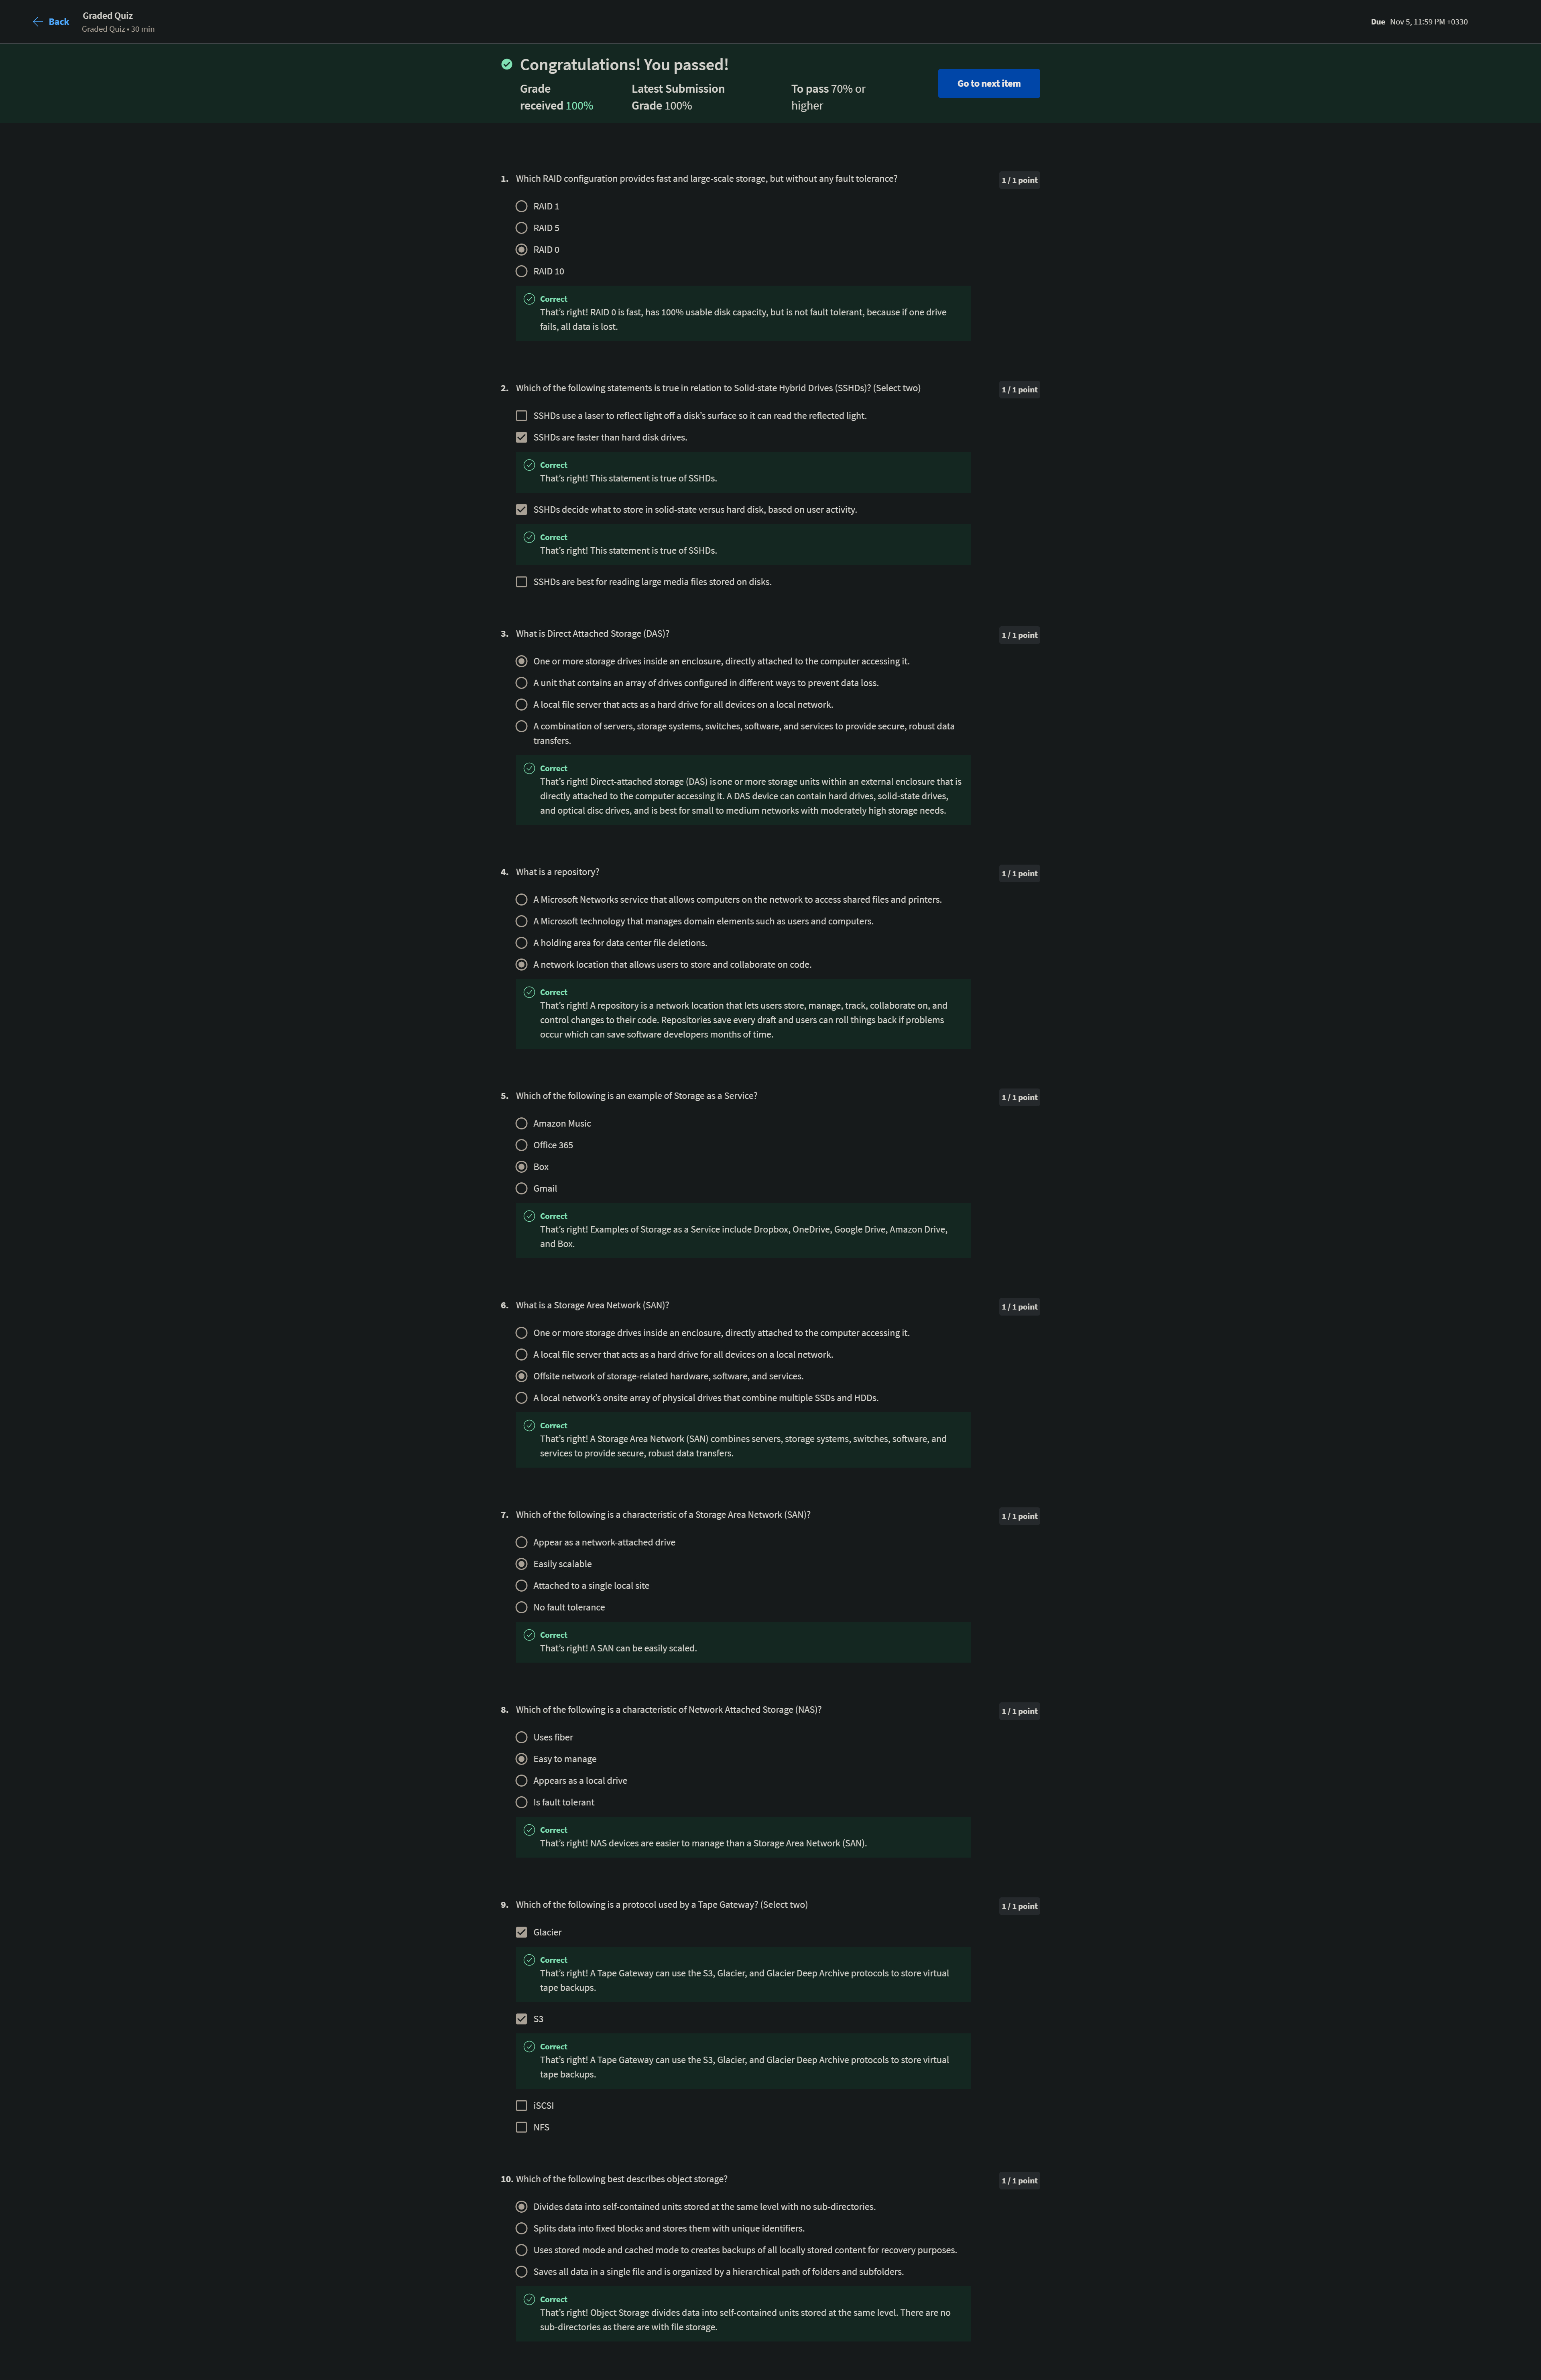 Back
Graded Quiz
Graded Quiz • 30 min
Due Nov 5, 11:59 PM +0330
Congratulations! You passed!
Grade received 100%
Latest Submission Grade 100%
To pass 70% or higher
Go to next item
1. Which RAID configuration provides fast and large-scale storage, but without any fault tolerance?
1 / 1 point
RAID 1
RAID 5
RAID 0
RAID 10
Correct
That's right! RAID 0 is fast, has 100% usable disk capacity, but is not fault tolerant, because if one drive
fails, all data is lost.
2. Which of the following statements is true in relation to Solid-state Hybrid Drives (SSHDs)? (Select two)
1 / 1 point
SSHDs use a laser to reflect light off a disk's surface so it can read the reflected light.
SSHDs are faster than hard disk drives.
Correct
That's right! This statement is true of SSHDs.
SSHDs decide what to store in solid-state versus hard disk, based on user activity.
Correct
That's right! This statement is true of SSHDs.
SSHDs are best for reading large media files stored on disks.
3. What is Direct Attached Storage (DAS)?
1 / 1 point
One or more storage drives inside an enclosure, directly attached to the computer accessing it.
A unit that contains an array of drives configured in different ways to prevent data loss.
A local file server that acts as a hard drive for all devices on a local network.
A combination of servers, storage systems, switches, software, and services to provide secure, robust data
transfers.
Correct
That's right! Direct-attached storage (DAS) is one or more storage units within an external enclosure that is
directly attached to the computer accessing it. A DAS device can contain hard drives, solid-state drives,
and optical disc drives, and is best for small to medium networks with moderately high storage needs.
4. What is a repository?
1 / 1 point
A Microsoft Networks service that allows computers on the network to access shared files and printers.
A Microsoft technology that manages domain elements such as users and computers.
A holding area for data center file deletions.
A network location that allows users to store and collaborate on code.
Correct
That's right! A repository is a network location that lets users store, manage, track, collaborate on, and
control changes to their code. Repositories save every draft and users can roll things back if problems
occur which can save software developers months of time.
5. Which of the following is an example of Storage as a Service?
1 / 1 point
Amazon Music
Office 365
Box
Gmail
Correct
That's right! Examples of Storage as a Service include Dropbox, OneDrive, Google Drive, Amazon Drive,
and Box.
6. What is a Storage Area Network (SAN)?
1 / 1 point
One or more storage drives inside an enclosure, directly attached to the computer accessing it.
A local file server that acts as a hard drive for all devices on a local network.
Offsite network of storage-related hardware, software, and services.
A local network's onsite array of physical drives that combine multiple SSDs and HDDs.
Correct
That's right! A Storage Area Network (SAN) combines servers, storage systems, switches, software, and
services to provide secure, robust data transfers.
7. Which of the following is a characteristic of a Storage Area Network (SAN)?
1 / 1 point
Appear as a network-attached drive
Easily scalable
Attached to a single local site
No fault tolerance
Correct
That's right! A SAN can be easily scaled.
8. Which of the following is a characteristic of Network Attached Storage (NAS)?
1 / 1 point
Uses fiber
Easy to manage
Appears as a local drive
Is fault tolerant
Correct
That's right! NAS devices are easier to manage than a Storage Area Network (SAN).
9. Which of the following is a protocol used by a Tape Gateway? (Select two)
1 / 1 point
Glacier
Correct
That's right! A Tape Gateway can use the S3, Glacier, and Glacier Deep Archive protocols to store virtual
tape backups.
S3
Correct
That's right! A Tape Gateway can use the S3, Glacier, and Glacier Deep Archive protocols to store virtual
tape backups.
iSCSI
NFS
10. Which of the following best describes object storage?
1 / 1 point
Divides data into self-contained units stored at the same level with no sub-directories.
Splits data into fixed blocks and stores them with unique identifiers.
Uses stored mode and cached mode to creates backups of all locally stored content for recovery purposes.
Saves all data in a single file and is organized by a hierarchical path of folders and subfolders.
Correct
That's right! Object Storage divides data into self-contained units stored at the same level. There are no
sub-directories as there are with file storage.